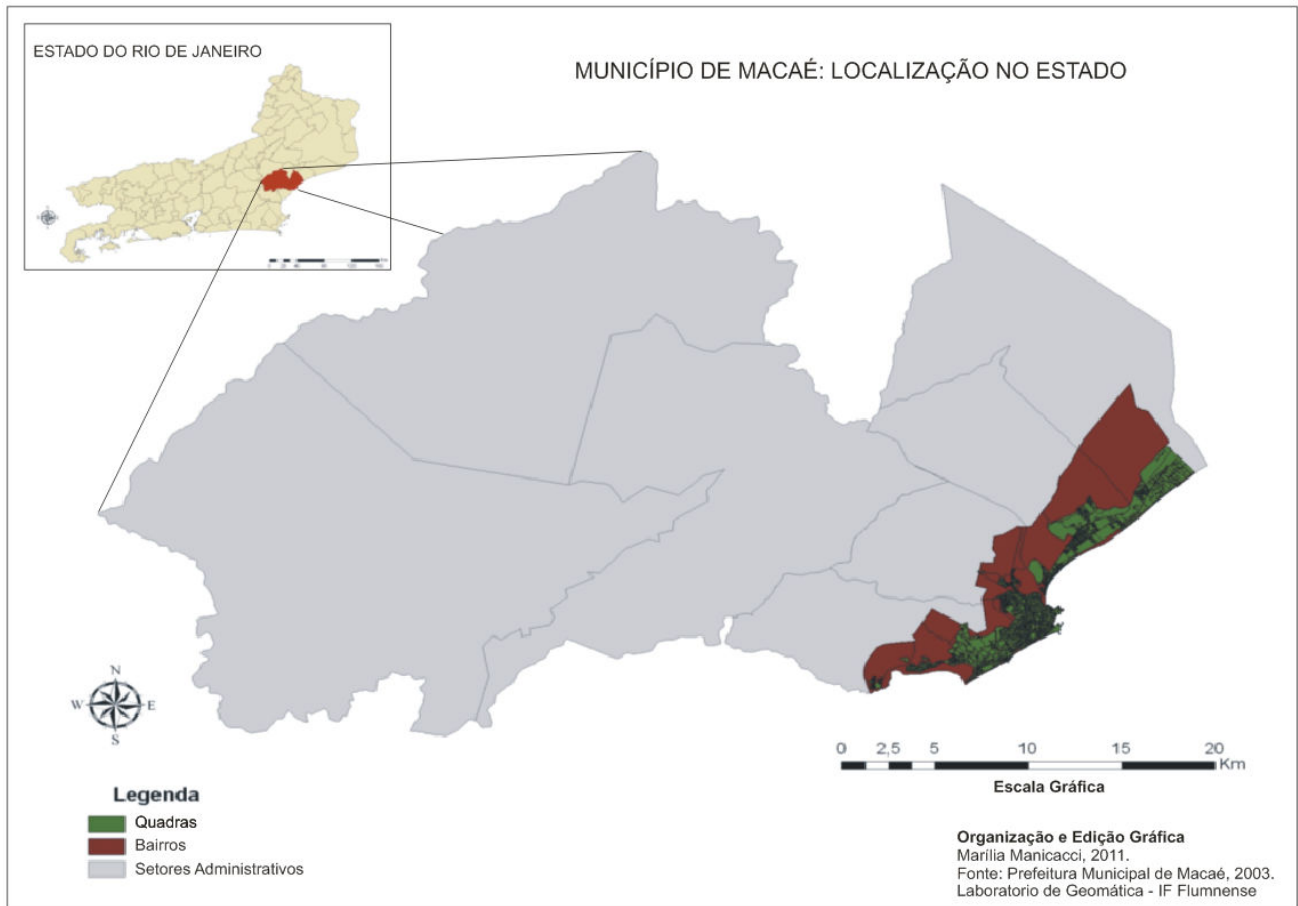 ESTADO DO RIO DE JANEIRO
MUNICÍPIO DE MACAÉ: LOCALIZAÇÃO NO ESTADO
N
W E
S
0 2,5 5 10 15 20
Km
Escala Gráfica
Legenda
Quadras
Bairros
Setores Administrativos
Organização e Edição Gráfica
Marília Manicacci, 2011.
Fonte: Prefeitura Municipal de Macaé, 2003.
Laboratorio de Geomática - IF Flumnense